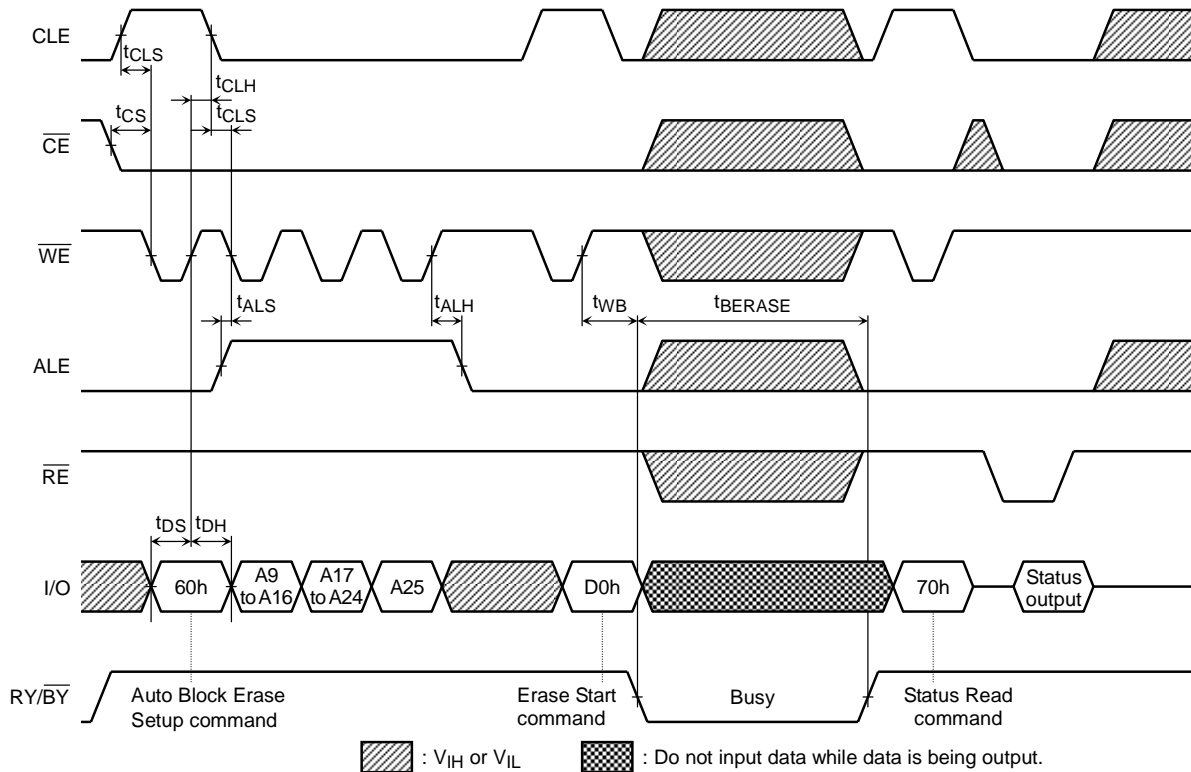 CLE
tCLS
tCLH
tCS
tCLS
CE
WE
tALS
tALH
tWB
tBERASE
ALE
RE
tDS
tDH
I/O
60h
A9
to A16
A17
to A24
A25
D0h
70h
Status
output
RY/BY
Auto Block Erase
Setup command
Erase Start
command
Busy
Status Read
command
: VIH or VIL
: Do not input data while data is being output.